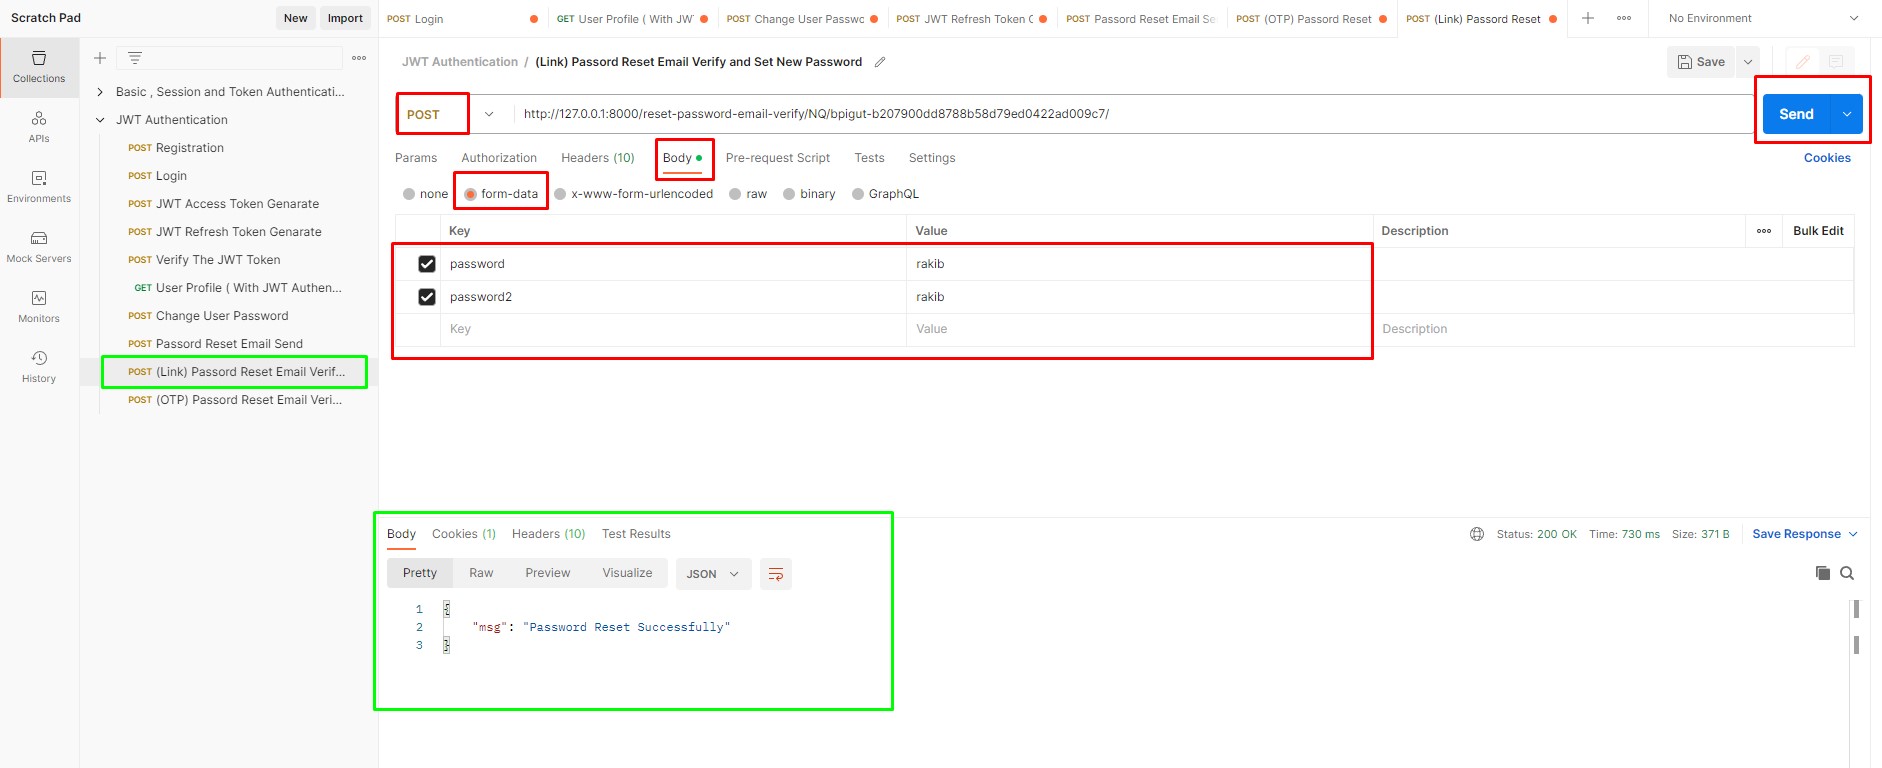 Scratch Pad
New
Import
POST Login
GET User Profile ( With JW
POST Change User Passwo
POST JWT Refresh Token G
POST Passord Reset Email Se
POST (OTP) Passord Reset
POST (Link) Passord Reset
No Environment
Collections
APIs
Environments
Mock Servers
Monitors
History
Basic , Session and Token Authenticati...
JWT Authentication
POST Registration
POST Login
POST JWT Access Token Genarate
POST JWT Refresh Token Genarate
POST Verify The JWT Token
GET User Profile ( With JWT Authen...
POST Change User Password
POST Passord Reset Email Send
POST (Link) Passord Reset Email Verif...
POST (OTP) Passord Reset Email Veri...
JWT Authentication / (Link) Passord Reset Email Verify and Set New Password
Save
POST
http://127.0.0.1:8000/reset-password-email-verify/NQ/bpigut-b207900dd8788b58d79ed0422ad009c7/
Send
Params Authorization Headers (10) Body Pre-request Script Tests Settings
Cookies
none form-data x-www-form-urlencoded raw binary GraphQL
Key Value Description Bulk Edit
password rakib
password2 rakib
Key Value Description
Body Cookies (1) Headers (10) Test Results
Status: 200 OK Time: 730 ms Size: 371 B
Save Response
Pretty Raw Preview Visualize JSON
1 {
2 "msg": "Password Reset Successfully"
3 }